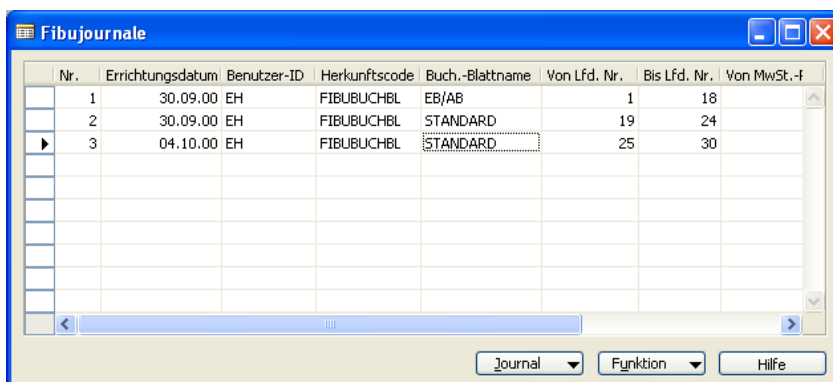 Fibujournale
Nr. Errichtungsdatum Benutzer-ID Herkunftscode Buch.-Blattname Von Lfd. Nr. Bis Lfd. Nr. Von MwSt.-
1 30.09.00 EH FIBUBUCHBL EB/AB 1 18
2 30.09.00 EH FIBUBUCHBL STANDARD 19 24
3 04.10.00 EH FIBUBUCHBL STANDARD 25 30
Journal Funktion Hilfe